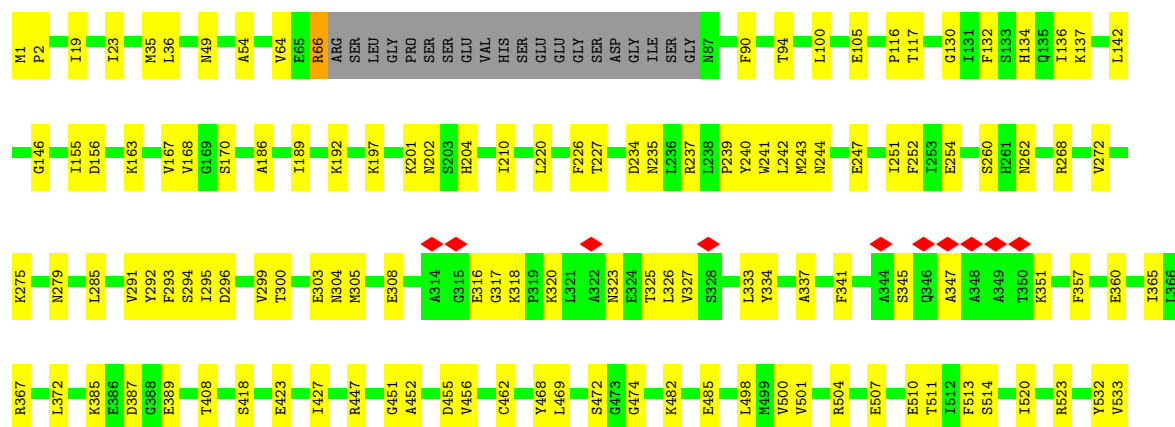 M1 P2 I19 I23 M35 L36 N49 A54 V64 E65 R66 ARG SER LEU GLY PRO SER SER GLU VAL HIS SER GLU GLU GLY SER ASP GLY ILE SER GLY N87 F90 T94 L100 E105 P116 T117 G130 I131 F132 S133 H134 Q135 I136 K137 L142
G146 I155 D156 K163 V167 V168 G169 S170 A186 I189 K192 K197 K201 N202 S203 H204 I210 L220 F226 T227 D234 N235 L236 R237 L238 P239 Y240 W241 L242 M243 N244 E247 I251 F252 I253 E254 S260 H261 N262 R268 V272
K275 N279 L285 V291 Y292 F293 S294 I295 D296 V299 T300 E303 N304 M305 E308 A314 G315 E316 G317 K318 P319 K320 L321 A322 N323 E324 T325 L326 V327 S328 L333 Y334 A337 F341 A344 S345 Q346 A347 A348 A349 T350 K351 F357 E360 I365 L366
R367 L372 K385 E386 D387 G388 E389 T408 S418 E423 I427 R447 G451 A452 D455 V456 C462 Y468 L469 S472 G473 G474 K482 E485 L498 M499 V500 V501 R504 E507 E510 T511 I512 F513 S514 I520 R523 Y532 V533